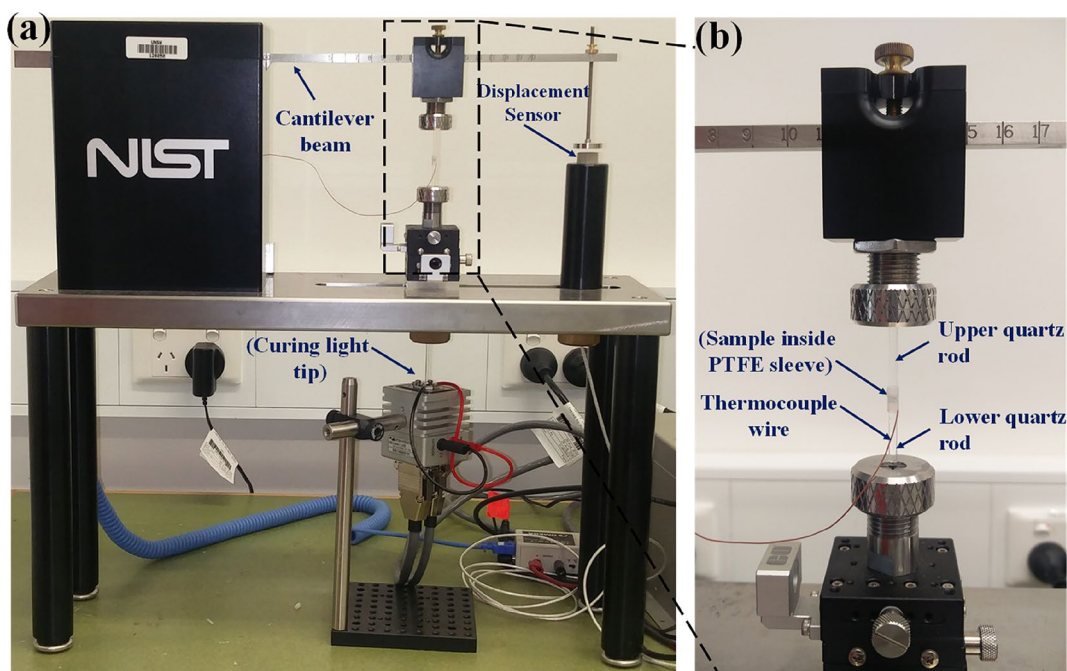 (a)
NIST
Cantilever
beam
Displacement
Sensor
(Curing light
tip)
(b)
8 9 10
16 17
Upper quartz
rod
(Sample inside
PTFE sleeve)
Thermocouple
wire
Lower quartz
rod